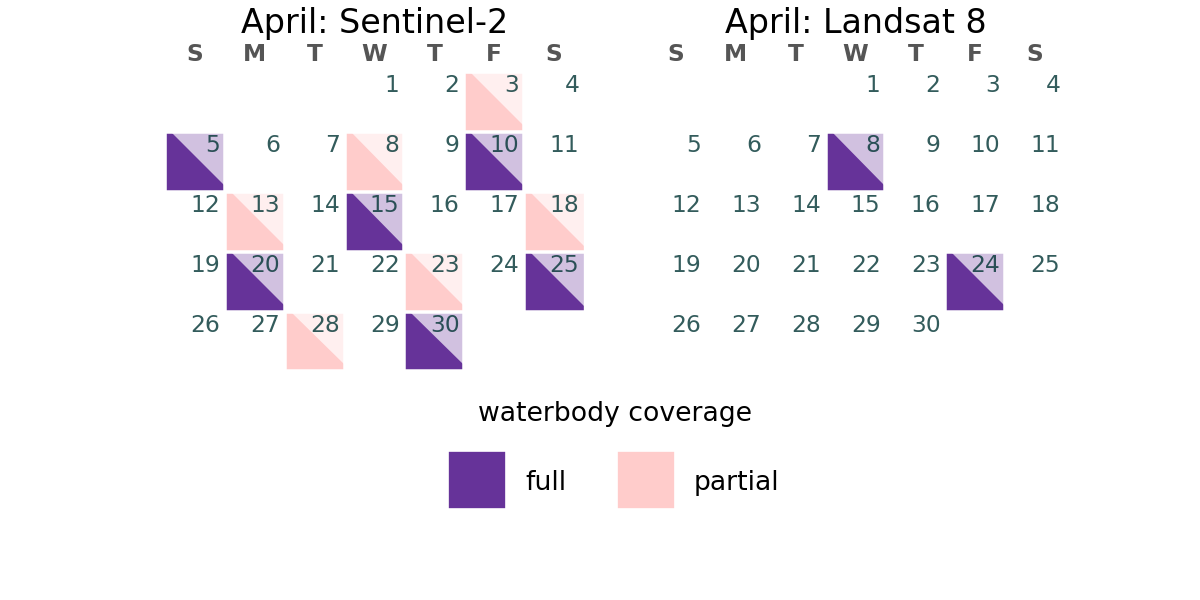 April: Sentinel-2
S M T W T F S
1 2 3 4
5 6 7 8 9 10 11
12 13 14 15 16 17 18
19 20 21 22 23 24 25
26 27 28 29 30
April: Landsat 8
S M T W T F S
1 2 3 4
5 6 7 8 9 10 11
12 13 14 15 16 17 18
19 20 21 22 23 24 25
26 27 28 29 30
waterbody coverage
full partial